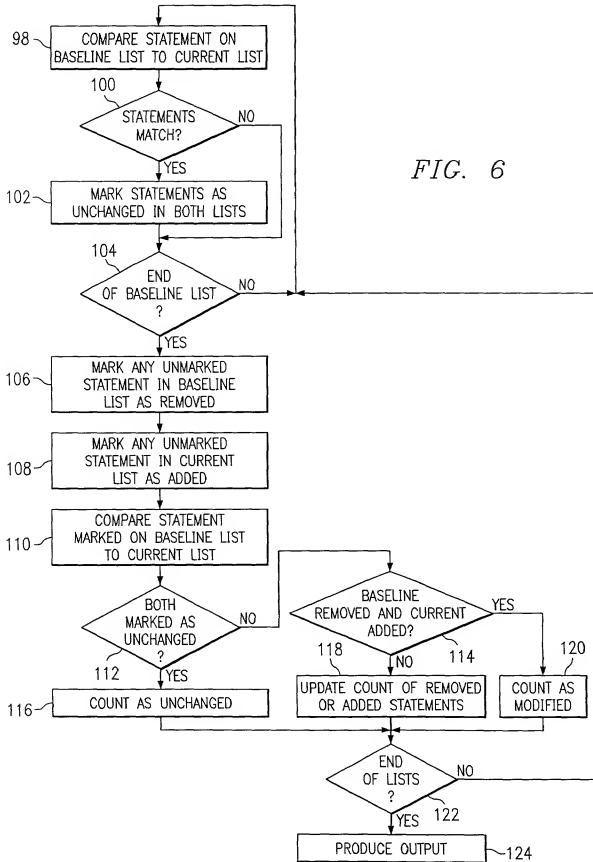 98
COMPARE STATEMENT ON
BASELINE LIST TO CURRENT LIST
100
STATEMENTS
MATCH?
NO
YES
FIG. 6
102
MARK STATEMENTS AS
UNCHANGED IN BOTH LISTS
104
END
OF BASELINE LIST
?
NO
YES
106
MARK ANY UNMARKED
STATEMENT IN BASELINE
LIST AS REMOVED
108
MARK ANY UNMARKED
STATEMENT IN CURRENT
LIST AS ADDED
110
COMPARE STATEMENT
MARKED ON BASELINE LIST
TO CURRENT LIST
BOTH
MARKED AS
UNCHANGED
?
NO
112
YES
BASELINE
REMOVED AND CURRENT
ADDED?
YES
114
NO
116
COUNT AS UNCHANGED
118
UPDATE COUNT OF REMOVED
OR ADDED STATEMENTS
120
COUNT AS
MODIFIED
END
OF LISTS
?
NO
122
YES
PRODUCE OUTPUT
124